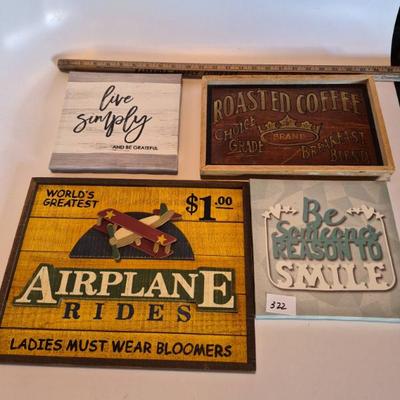 live
simply
AND BE GRATEFUL
ROASTED COFFEE
CHOICE
GRADE
BRAND
BREAKFAST
BLEND
WORLD'S
GREATEST
$1.00
AIRPLANE
RIDES
LADIES MUST WEAR BLOOMERS
Be
Someone's
REASON TO
SMILE
322